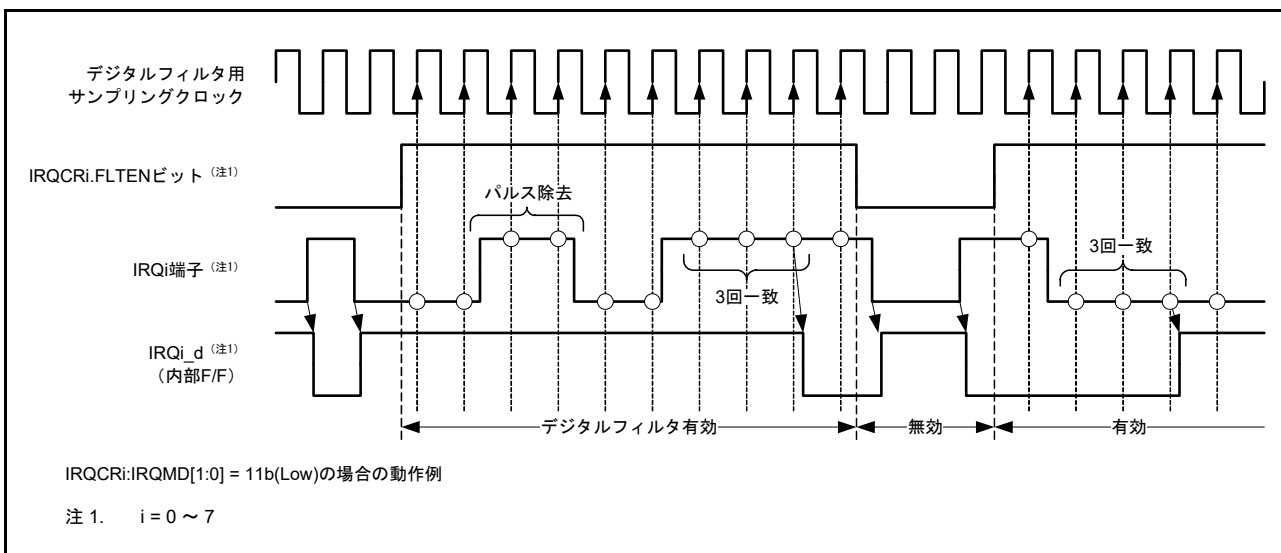 デジタルフィルタ用
サンプリングクロック
IRQCRi.FLTENビット（注1）
パルス除去
IRQi端子（注1）
3回一致
3回一致
IRQi_d（注1）
（内部F/F）
デジタルフィルタ有効
無効
有効
IRQCRi:IRQMD[1:0] = 11b(Low)の場合の動作例
注 1. i = 0 ～ 7